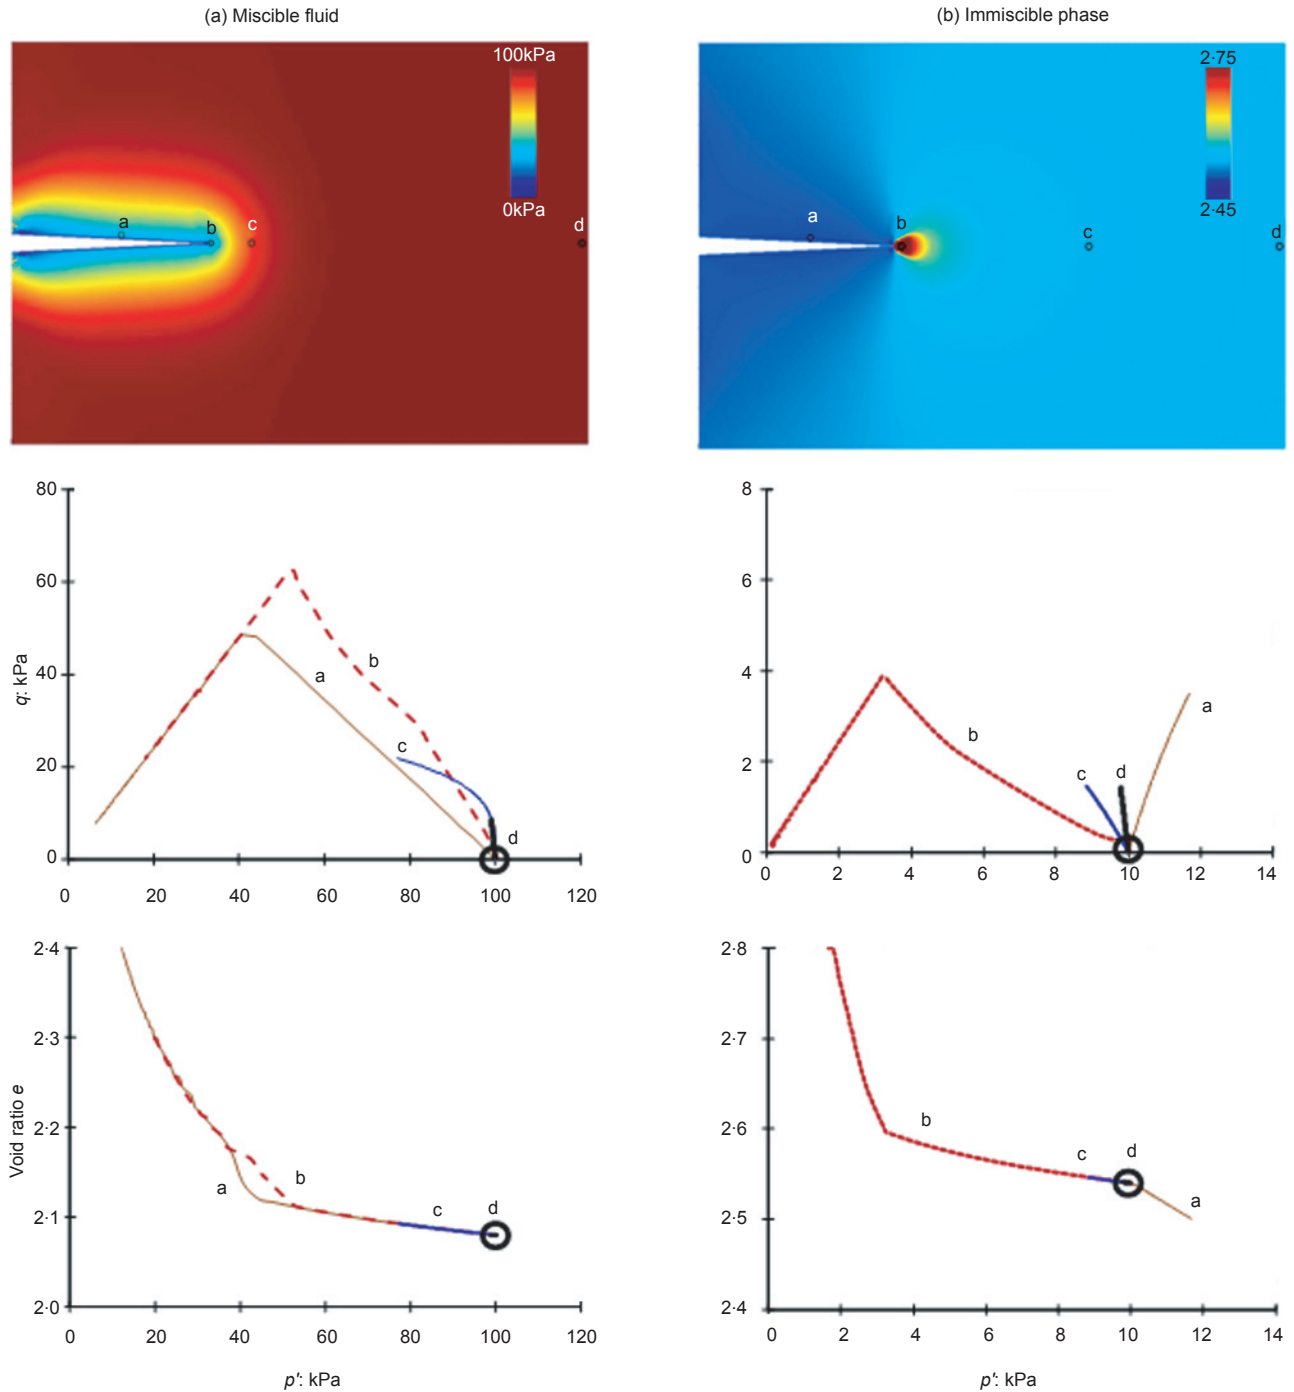 (a) Miscible fluid
(b) Immiscible phase
100kPa
0kPa
a
b
c
d
2·75
2·45
a
b
c
d
80
60
40
20
0
q: kPa
a
b
c
d
0
20
40
60
80
100
120
8
6
4
2
0
a
b
c
d
0
2
4
6
8
10
12
14
2·4
2·3
2·2
2·1
2·0
Void ratio e
a
b
c
d
0
20
40
60
80
100
120
p': kPa
2·8
2·7
2·6
2·5
2·4
b
c
d
a
0
2
4
6
8
10
12
14
p': kPa